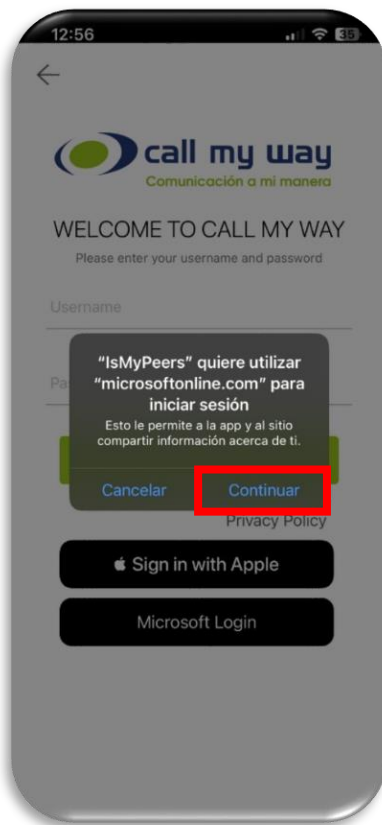 12:56
35
call my way
Comunicación a mi manera
WELCOME TO CALL MY WAY
Please enter your username and password
Username
Pa
"IsMyPeers" quiere utilizar
"microsoftonline.com" para
iniciar sesión
Esto le permite a la app y al sitio
compartir información acerca de ti.
Cancelar
Continuar
Privacy Policy
Sign in with Apple
Microsoft Login